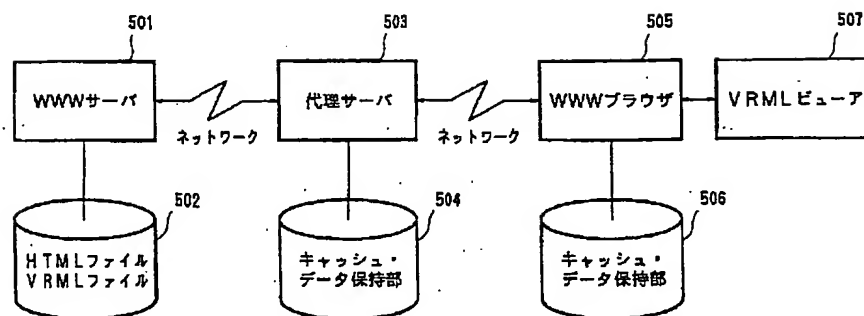 501
503
505
507
WWWサーバ
代理サーバ
WWWブラウザ
VRMLビューア
ネットワーク
ネットワーク
502
504
506
HTMLファイル
VRMLファイル
キャッシュ・
データ保持部
キャッシュ・
データ保持部